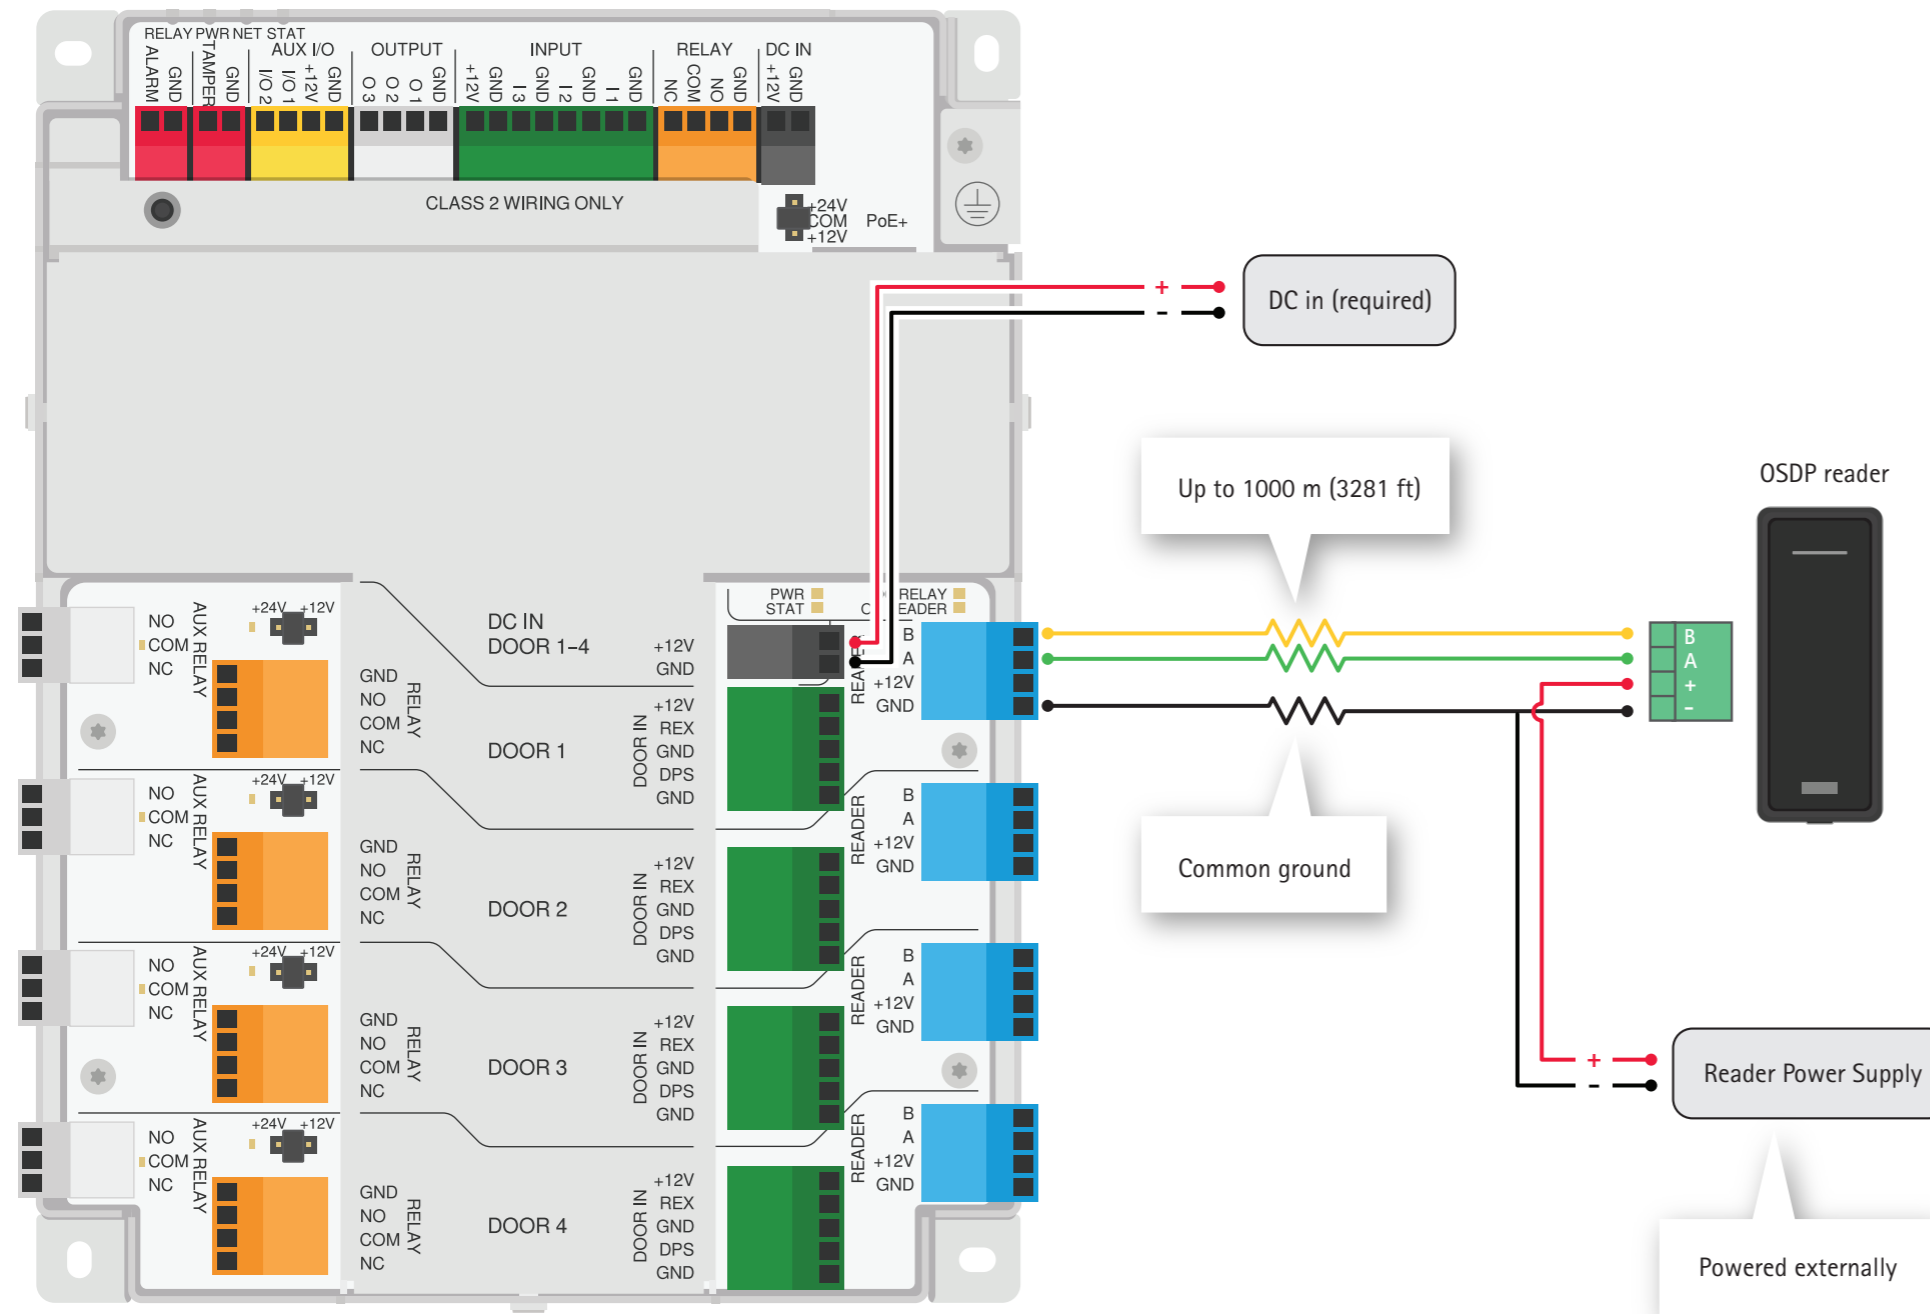 RELAY PWR NET STAT
AUX I/O
OUTPUT
INPUT
RELAY
DC IN
ALARM
GND
TAMPER
GND
I/O 2
I/O 1
+12V
GND
O 3
O 2
O 1
GND
+12V
GND
I 3
GND
I 2
GND
I 1
GND
NC
COM
NO
GND
+12V
GND
CLASS 2 WIRING ONLY
+24V
COM
+12V
PoE+
+
-
DC in (required)
Up to 1000 m (3281 ft)
OSDP reader
B
A
+
-
Common ground
+
-
Reader Power Supply
Powered externally
PWR
STAT
RELAY
EADER
DC IN
DOOR 1-4
+12V
GND
NO
COM
NC
AUX RELAY
+24V
+12V
GND
NO
COM
NC
RELAY
DOOR 1
DOOR IN
+12V
REX
GND
DPS
GND
B
A
+12V
GND
NO
COM
NC
AUX RELAY
+24V
+12V
GND
NO
COM
NC
RELAY
DOOR 2
DOOR IN
+12V
REX
GND
DPS
GND
READER
B
A
+12V
GND
NO
COM
NC
AUX RELAY
+24V
+12V
GND
NO
COM
NC
RELAY
DOOR 3
DOOR IN
+12V
REX
GND
DPS
GND
READER
B
A
+12V
GND
NO
COM
NC
AUX RELAY
+24V
+12V
GND
NO
COM
NC
RELAY
DOOR 4
DOOR IN
+12V
REX
GND
DPS
GND
READER
B
A
+12V
GND